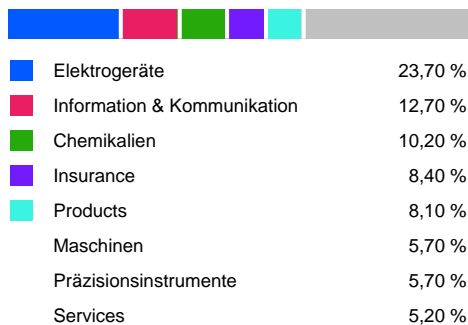 Elektrogeräte 23,70 %
Information & Kommunikation 12,70 %
Chemikalien 10,20 %
Insurance 8,40 %
Products 8,10 %
Maschinen 5,70 %
Präzisionsinstrumente 5,70 %
Services 5,20 %